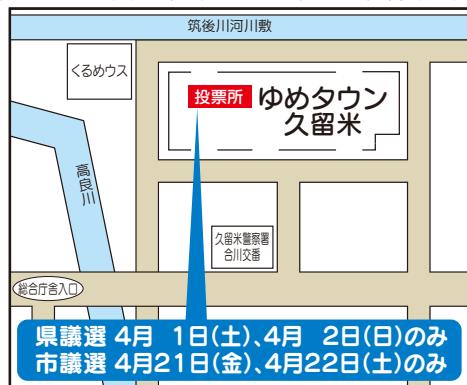 筑後川河川敷
くるめウス
投票所
ゆめタウン
久留米
高良川
久留米警察署
合川交番
総合庁舎入口
県議選 4月 1日(土)、4月 2日(日)のみ
市議選 4月21日(金)、4月22日(土)のみ